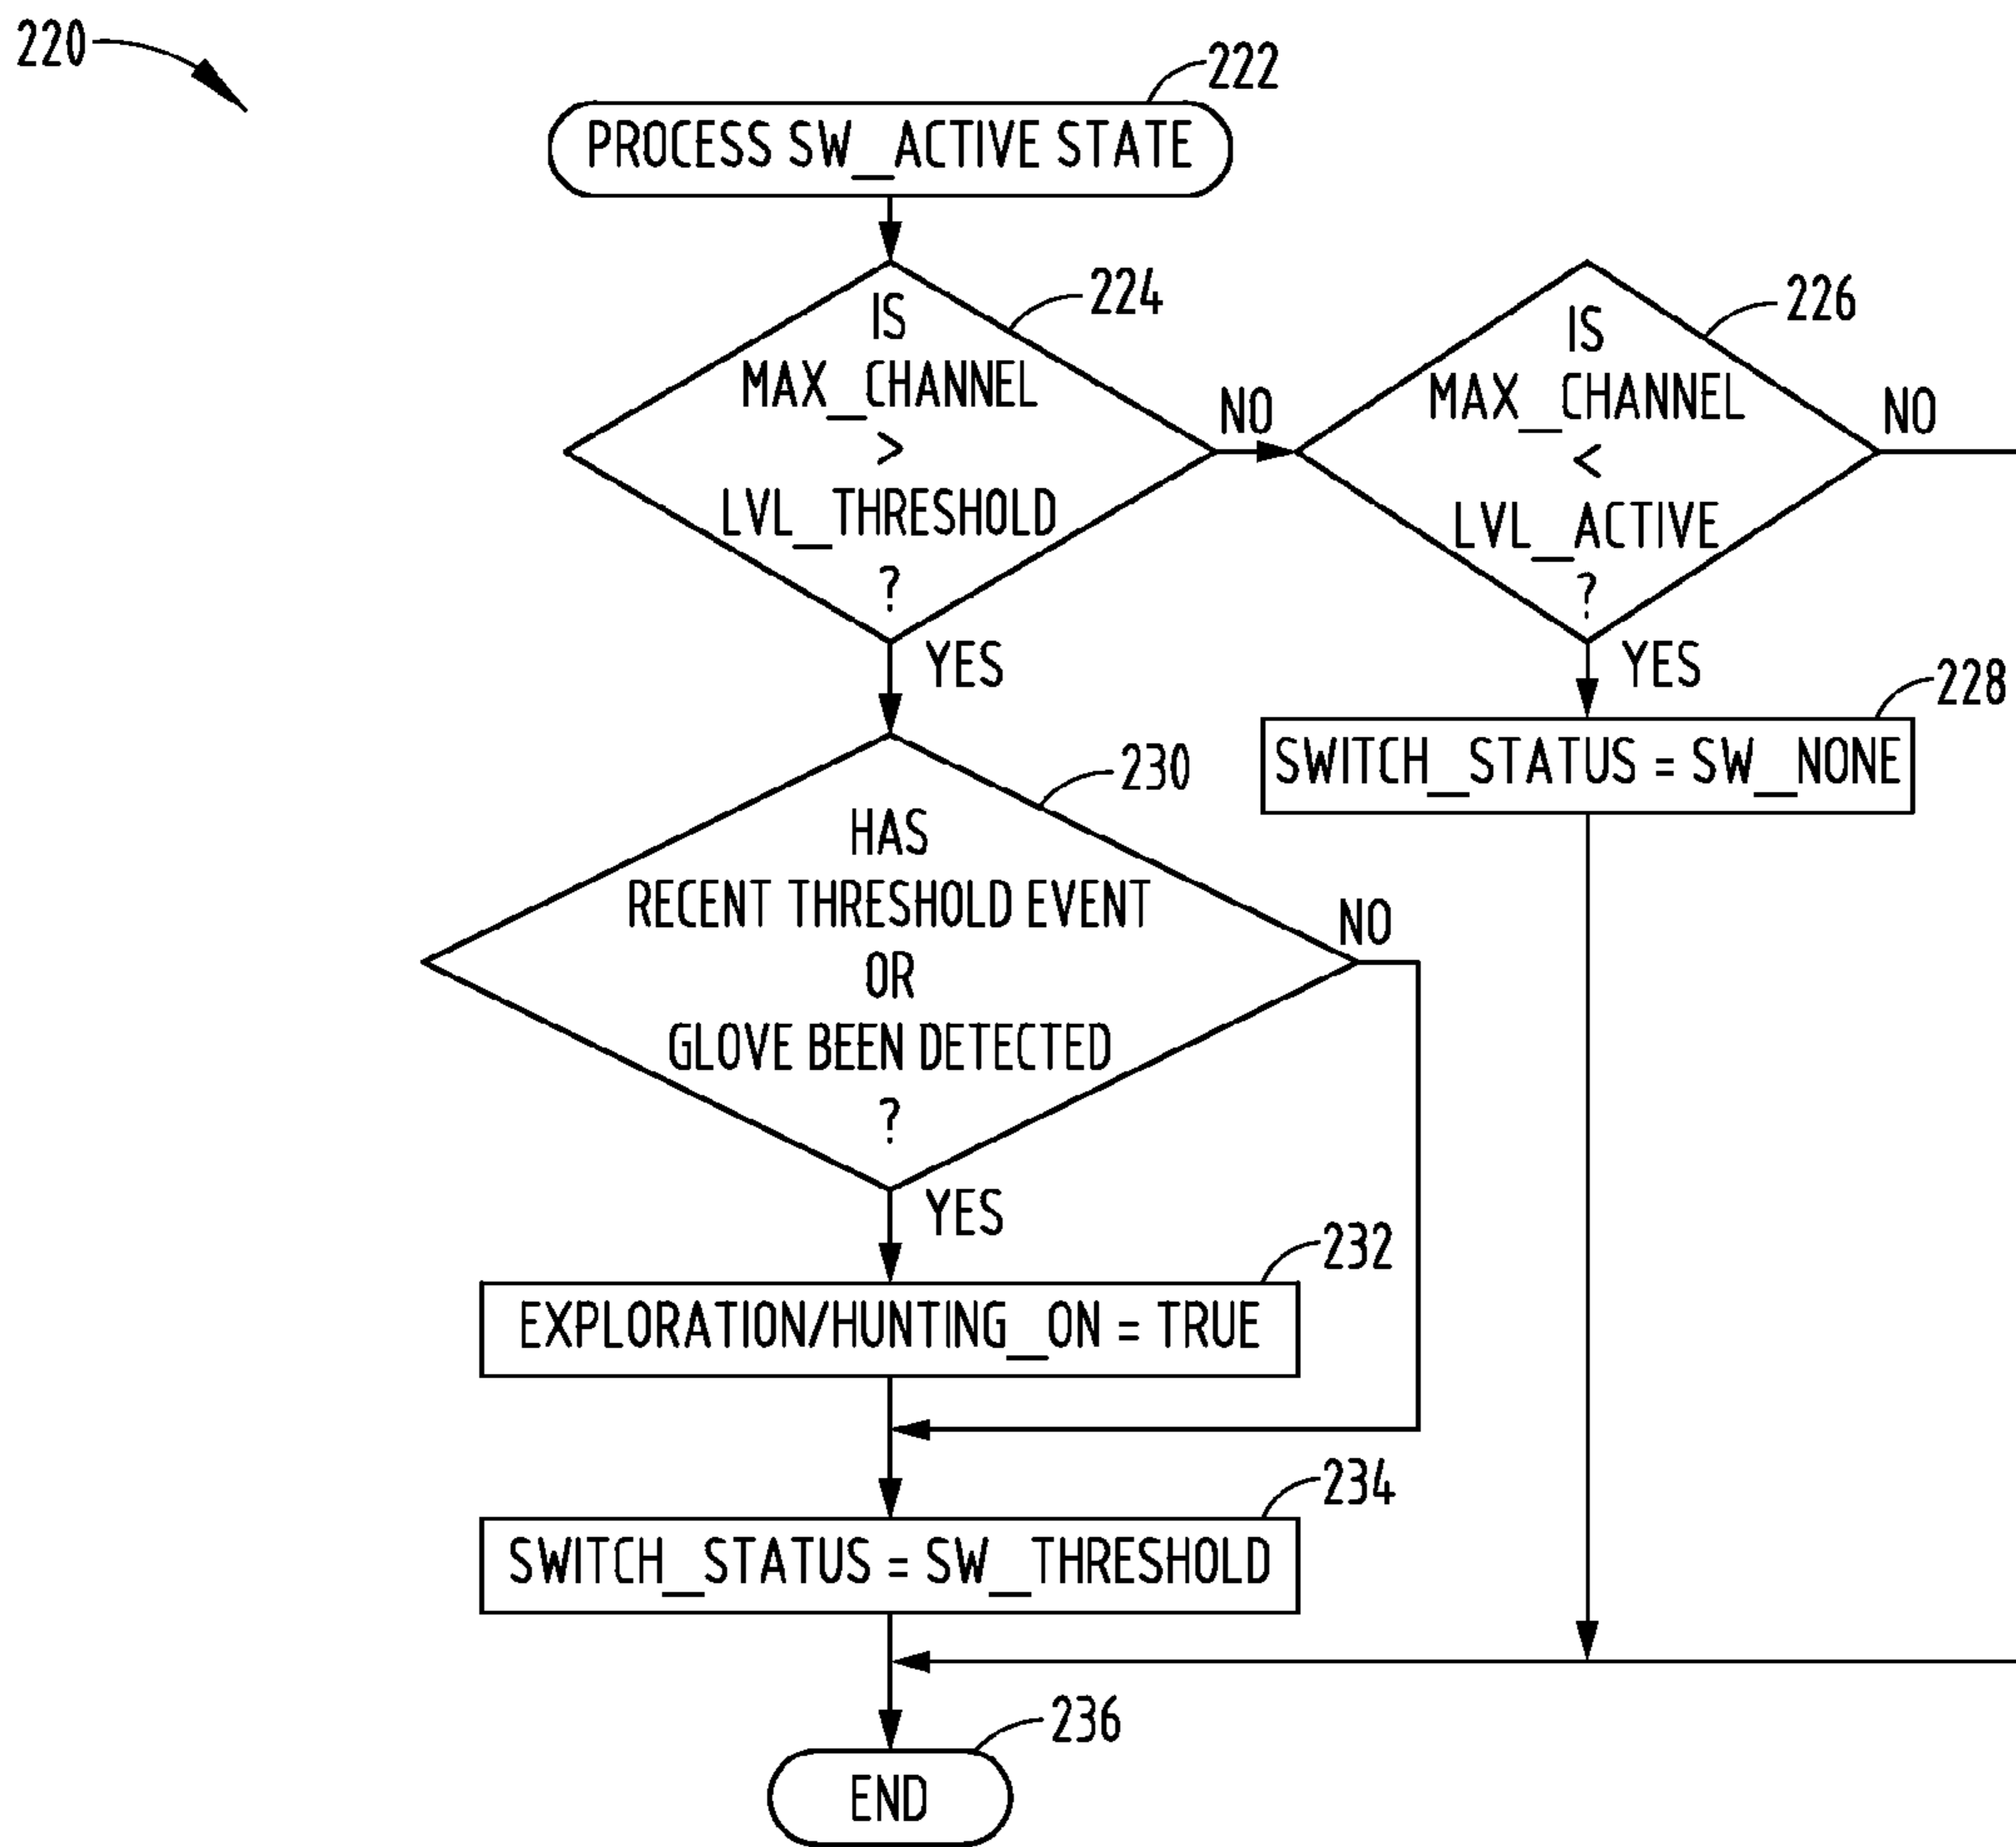 220
222
PROCESS SW_ACTIVE STATE
224
IS
MAX_CHANNEL
>
LVL_THRESHOLD
?
NO
YES
226
IS
MAX_CHANNEL
<
LVL_ACTIVE
?
NO
YES
228
SWITCH_STATUS = SW_NONE
230
HAS
RECENT THRESHOLD EVENT
OR
GLOVE BEEN DETECTED
?
NO
YES
232
EXPLORATION/HUNTING_ON = TRUE
234
SWITCH_STATUS = SW_THRESHOLD
236
END